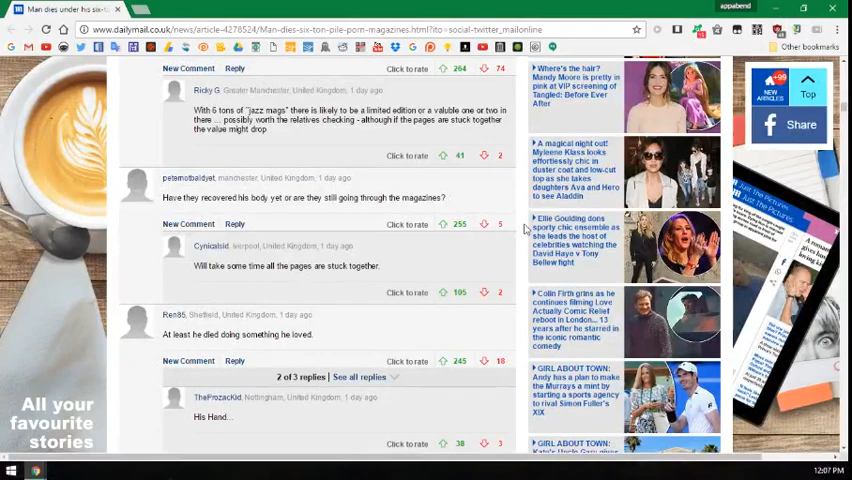 appabend
Man dies under his six-t
www.dailymail.co.uk/news/article-4278524/Man-dies-six-ton-pile-porn-magazines.html?ito=social-twitter_mailonline
Other bookmarks
New Comment Reply Click to rate 264 74
Ricky G, Greater Manchester, United Kingdom, 1 day ago
With 6 tons of "jazz mags" there is likely to be a limited edition or a valuble one or two in
there ... possibly worth the relatives checking - although if the pages are stuck together
the value might drop
Click to rate 41 2
peternotbaldyet, manchester, United Kingdom, 1 day ago
Have they recovered his body yet or are they still going through the magazines?
New Comment Reply Click to rate 255 5
Cynicalsid, iverpool, United Kingdom, 1 day ago
Will take some time all the pages are stuck together.
Click to rate 105 2
Ren85, Sheffield, United Kingdom, 1 day ago
At least he died doing something he loved.
New Comment Reply Click to rate 245 18
2 of 3 replies | See all replies
TheProzacKid, Nottingham, United Kingdom, 1 day ago
His Hand...
Click to rate 38 3
Where's the hair?
Mandy Moore is pretty
in pink at VIP screening
of Tangled: Before Ever
After
A magical night out!
Myleene Klass looks
effortlessly chic in
duster coat and low-cut
top as she takes
daughters Ava and Hero
to see Aladdin
Ellie Goulding dons
sporty chic ensemble as
she leads the host of
celebrities watching the
David Haye v Tony
Bellew fight
Colin Firth grins as he
continues filming Love
Actually Comic Relief
reboot in London... 13
years after he starred in
the iconic romantic
comedy
GIRL ABOUT TOWN:
Andy has a plan to make
the Murrays a mint by
starting a sports agency
to rival Simon Fuller's
XIX
GIRL ABOUT TOWN:
Kate's Uncle Gary gives
+99
NEW
ARTICLES
Top
Share
Just The Pictures
All your
favourite
stories
12:07 PM